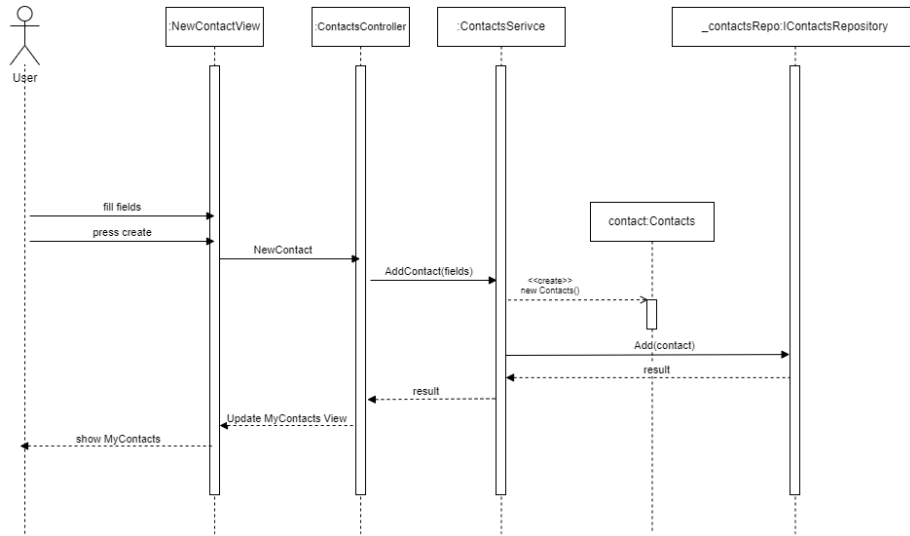 :NewContactView
:ContactsController
:ContactsSerivce
_contactsRepo:IContactsRepository
User
fill fields
contact:Contacts
press create
NewContact
AddContact(fields)
<<create>>
new Contacts()
Add(contact)
result
result
Update MyContacts View
show MyContacts